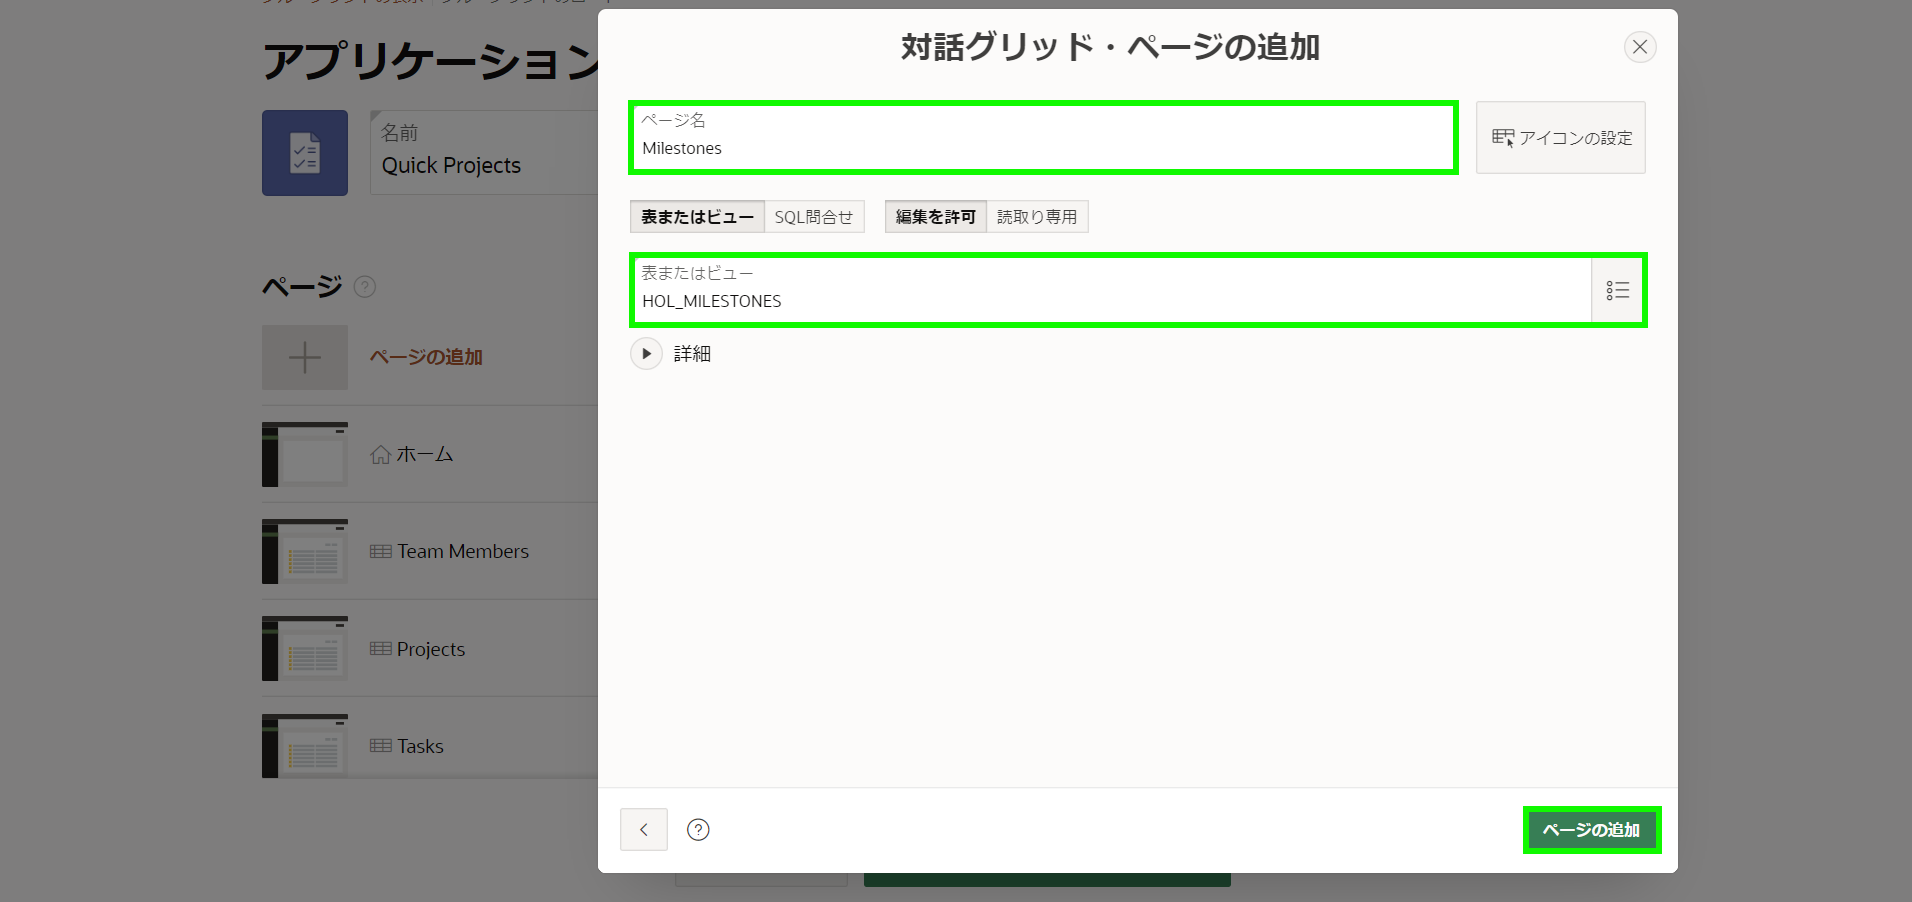 アプリケーション
名前
Quick Projects
ページ
?
ページの追加
ホーム
Team Members
Projects
Tasks
対話グリッド・ページの追加
ページ名
Milestones
アイコンの設定
表またはビュー
SQL問合せ
編集を許可
読取り専用
表またはビュー
HOL_MILESTONES
詳細
?
ページの追加